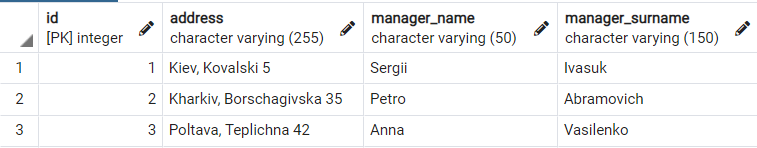 id address manager_name manager_surname
[PK] integer character varying (255) character varying (50) character varying (150)
1 1 Kiev, Kovalski 5 Sergii Ivasuk
2 2 Kharkiv, Borschagivska 35 Petro Abramovich
3 3 Poltava, Teplichna 42 Anna Vasilenko